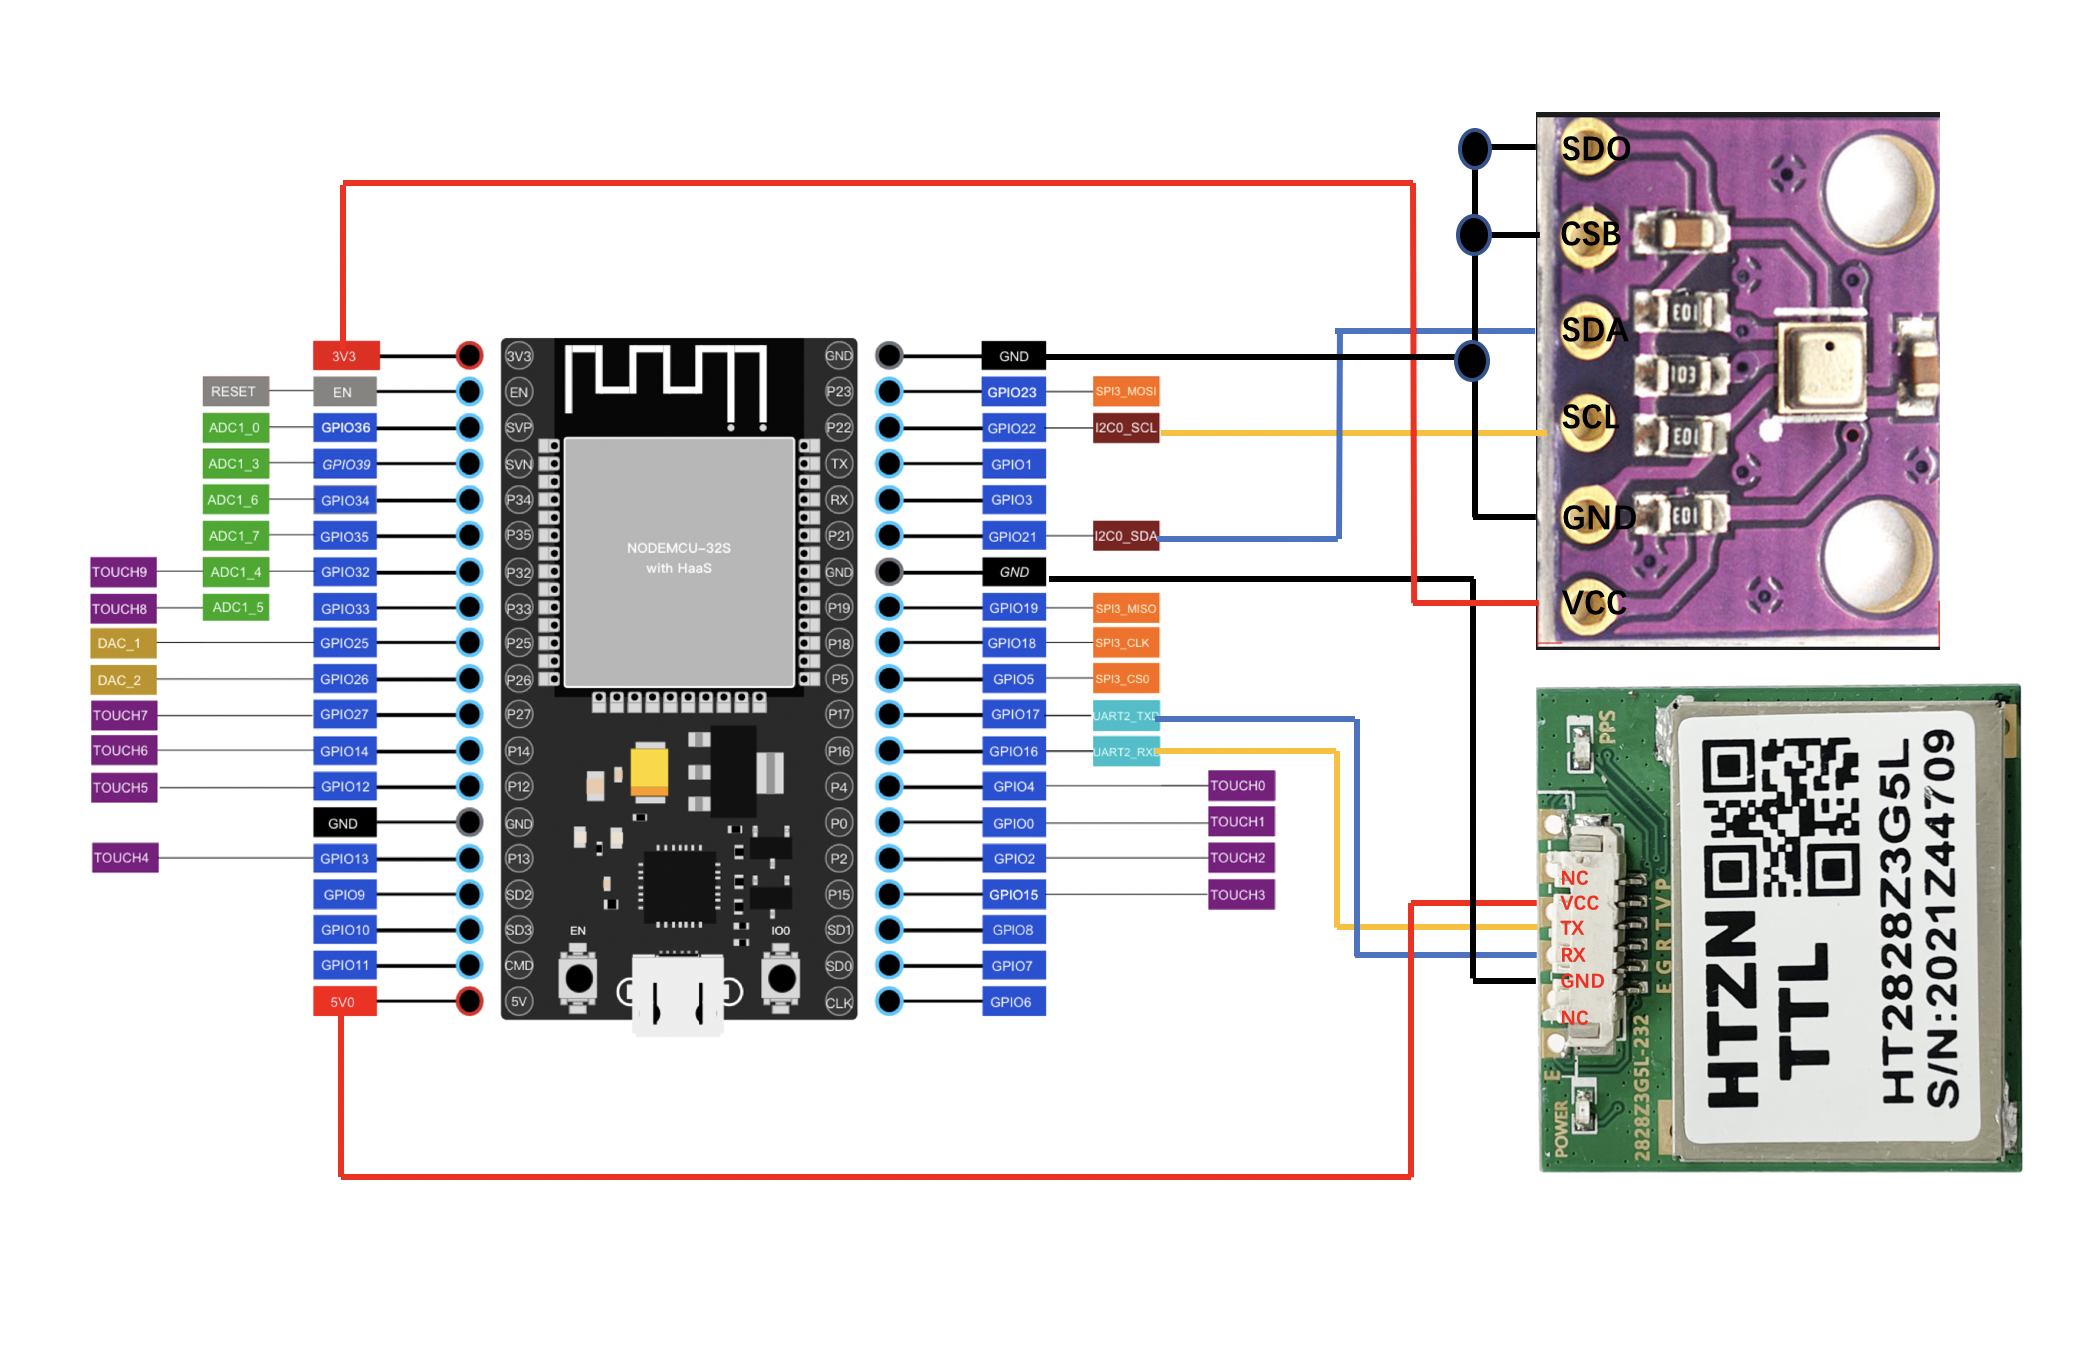 3V3
RESET EN
ADC1_0 GPIO36
ADC1_3 GPIO39
ADC1_6 GPIO34
ADC1_7 GPIO35
TOUCH9 ADC1_4 GPIO32
TOUCH8 ADC1_5 GPIO33
DAC_1 GPIO25
DAC_2 GPIO26
TOUCH7 GPIO27
TOUCH6 GPIO14
TOUCH5 GPIO12
GND
TOUCH4 GPIO13
GPIO9
GPIO10
GPIO11
5V0
3V3
EN
SVP
SVN
P34
P35
P32
P33
P25
P26
P27
P14
P12
GND
P13
SD2
SD3
CMD
5V
NODEMCU-32S
with HaaS
EN
IO0
GND
P23
P22
TX
RX
P21
GND
P19
P18
P5
P17
P16
P4
P0
P2
P15
SD1
SD0
CLK
GND
GPIO23 SPI3_MOSI
GPIO22 I2C0_SCL
GPIO1
GPIO3
GPIO21 I2C0_SDA
GND
GPIO19 SPI3_MISO
GPIO18 SPI3_CLK
GPIO5 SPI3_CS0
GPIO17 UART2_TXD
GPIO16 UART2_RXD
GPIO4 TOUCH0
GPIO0 TOUCH1
GPIO2 TOUCH2
GPIO15 TOUCH3
GPIO8
GPIO7
GPIO6
SDO
CSB
SDA
SCL
GND
VCC
103
103
103
103
PPS
NC
VCC
TX
RX
GND
NC
E G R T V P
E
POWER
2828Z3G5L-232
HTZN
TTL
HT2828Z3G5L
S/N:2021Z44709